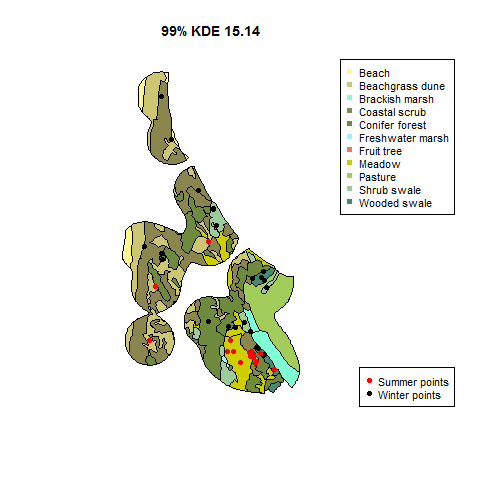 99% KDE 15.14
Beach
Beachgrass dune
Brackish marsh
Coastal scrub
Conifer forest
Freshwater marsh
Fruit tree
Meadow
Pasture
Shrub swale
Wooded swale
Summer points
Winter points